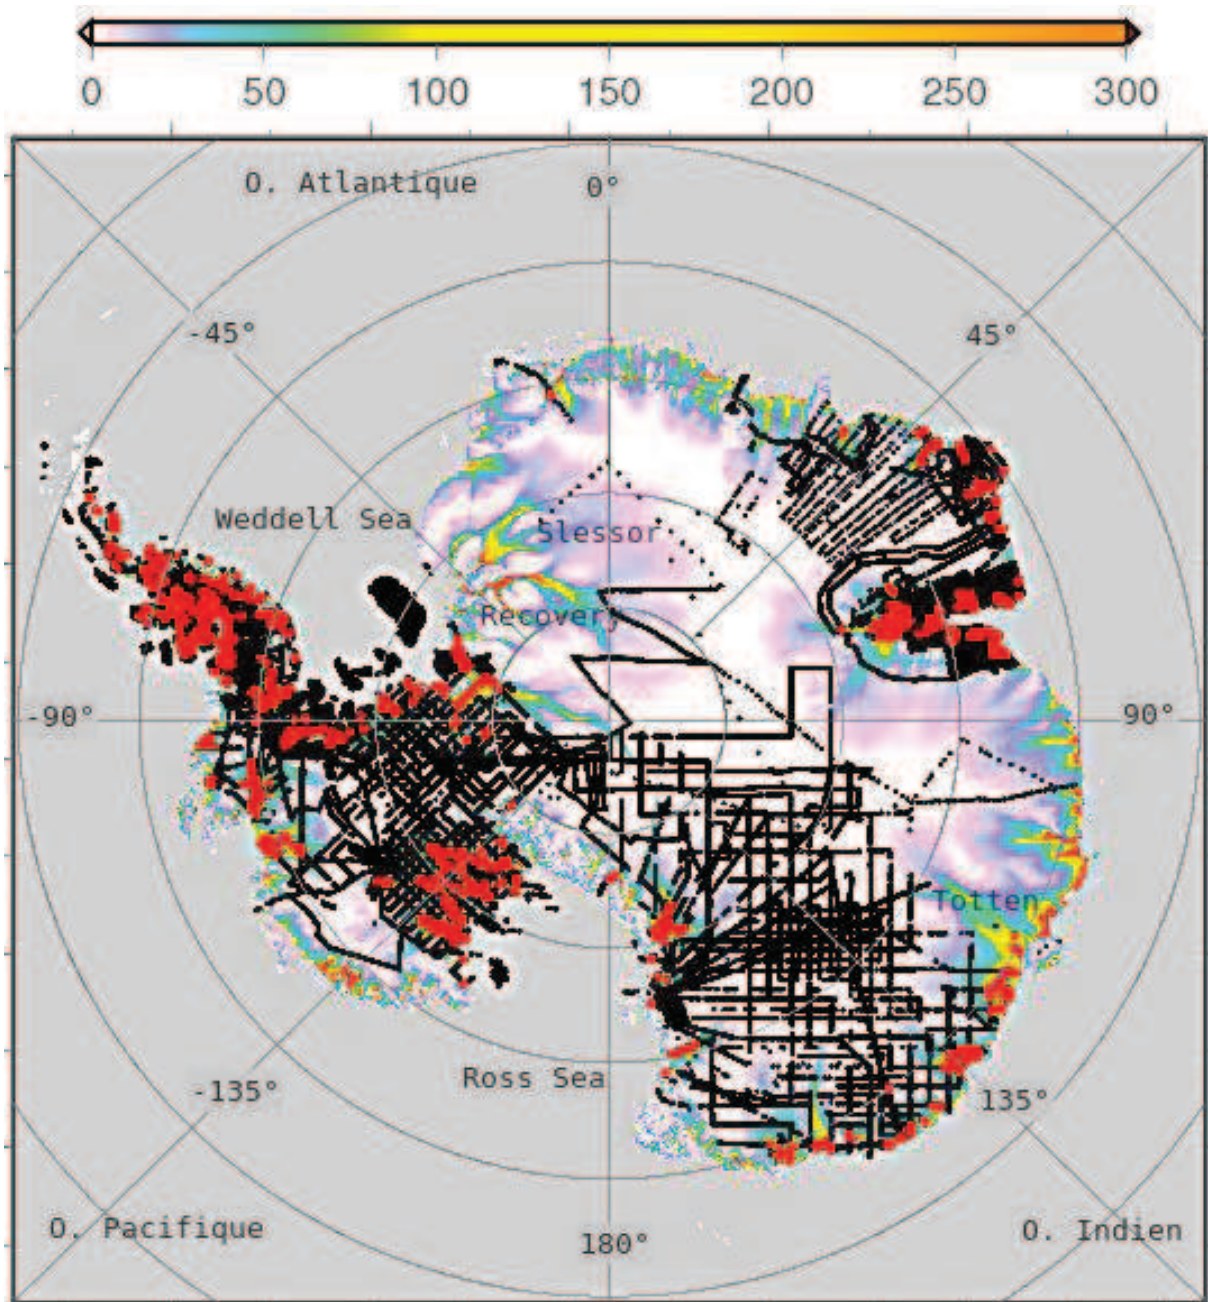 0 50 100 150 200 250 300
O. Atlantique
0°
-45°
45°
Weddell Sea
Slessor
Recovery
-90°
90°
Totten
Ross Sea
-135°
135°
O. Pacifique
180°
O. Indien